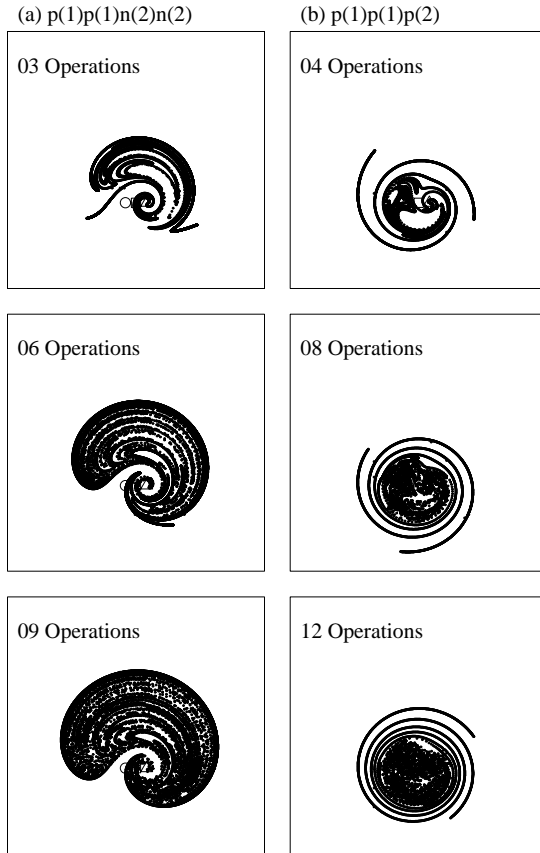 (a) p(1)p(1)n(2)n(2)
(b) p(1)p(1)p(2)
03 Operations
04 Operations
06 Operations
08 Operations
09 Operations
12 Operations